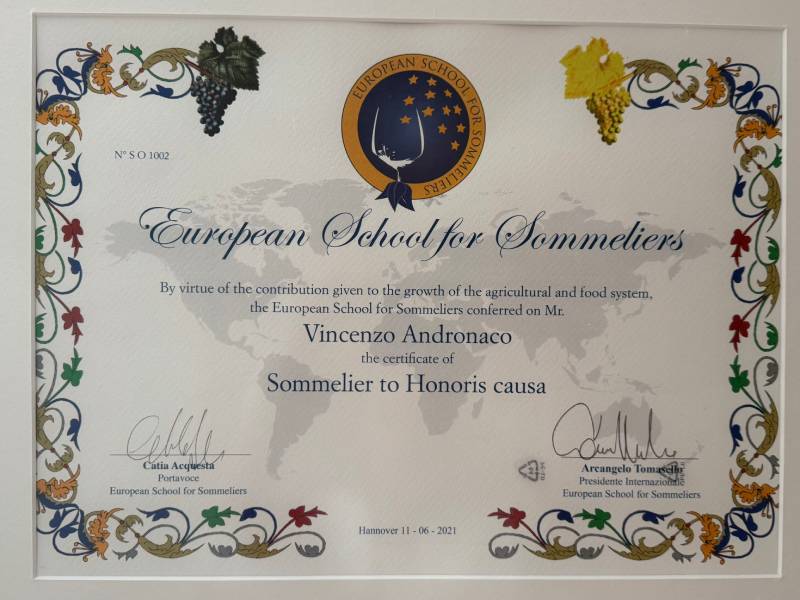 EUROPEAN SCHOOL FOR SOMMELIERS
N° S O 1002
European School for Sommeliers
By virtue of the contribution given to the growth of the agricultural and food system,
the European School for Sommeliers conferred on Mr.
Vincenzo Andronaco
the certificate of
Sommelier to Honoris causa
Catia Acquesta
Portavoce
European School for Sommeliers
Arcangelo Tomasello
Presidente Internazionale
European School for Sommeliers
Hannover 11 - 06 - 2021